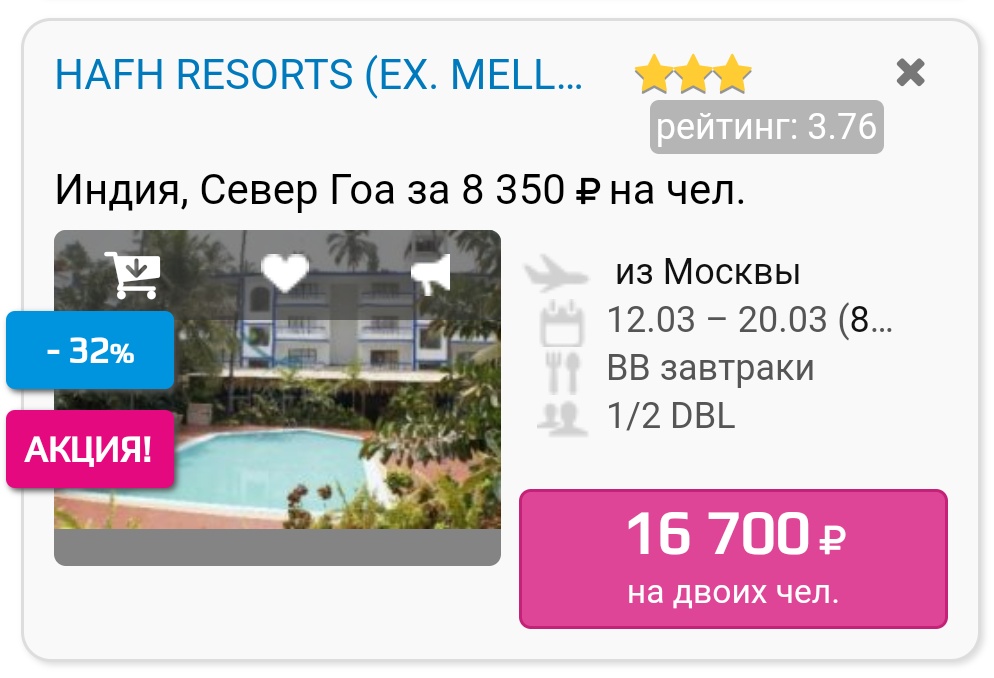 HAFH RESORTS (EX. MELL...
рейтинг: 3.76
Индия, Север Гоа за 8 350 ₽ на чел.
- 32%
АКЦИЯ!
из Москвы
12.03 – 20.03 (8...
BB завтраки
1/2 DBL
16 700 ₽
на двоих чел.